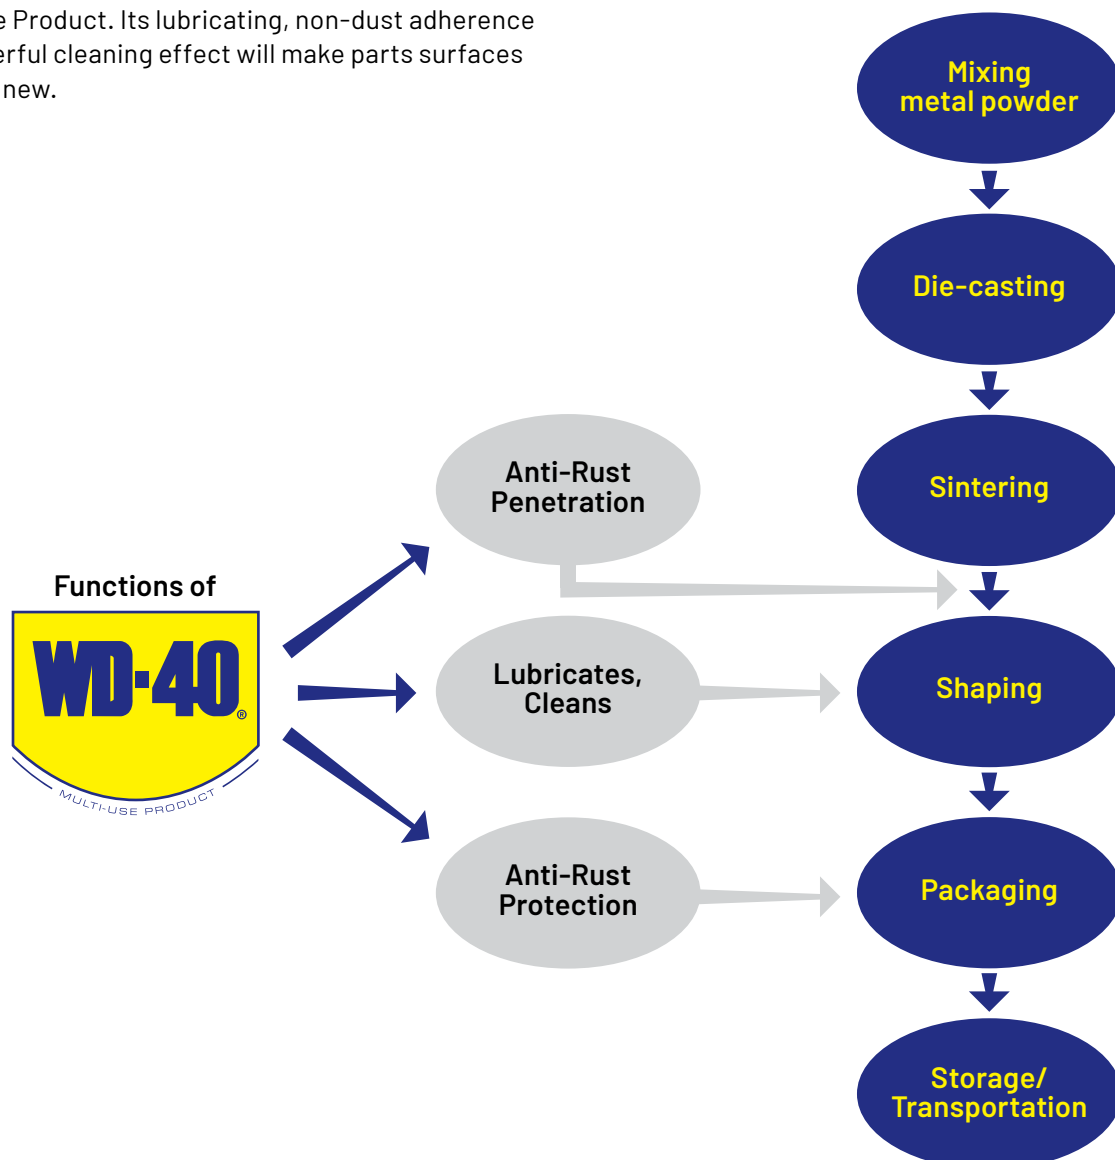 e Product. Its lubricating, non-dust adherence
erful cleaning effect will make parts surfaces
new.
Mixing
metal powder
Die-casting
Sintering
Anti-Rust
Penetration
Functions of
WD-40®
MULTI-USE PRODUCT
Lubricates,
Cleans
Shaping
Anti-Rust
Protection
Packaging
Storage/
Transportation